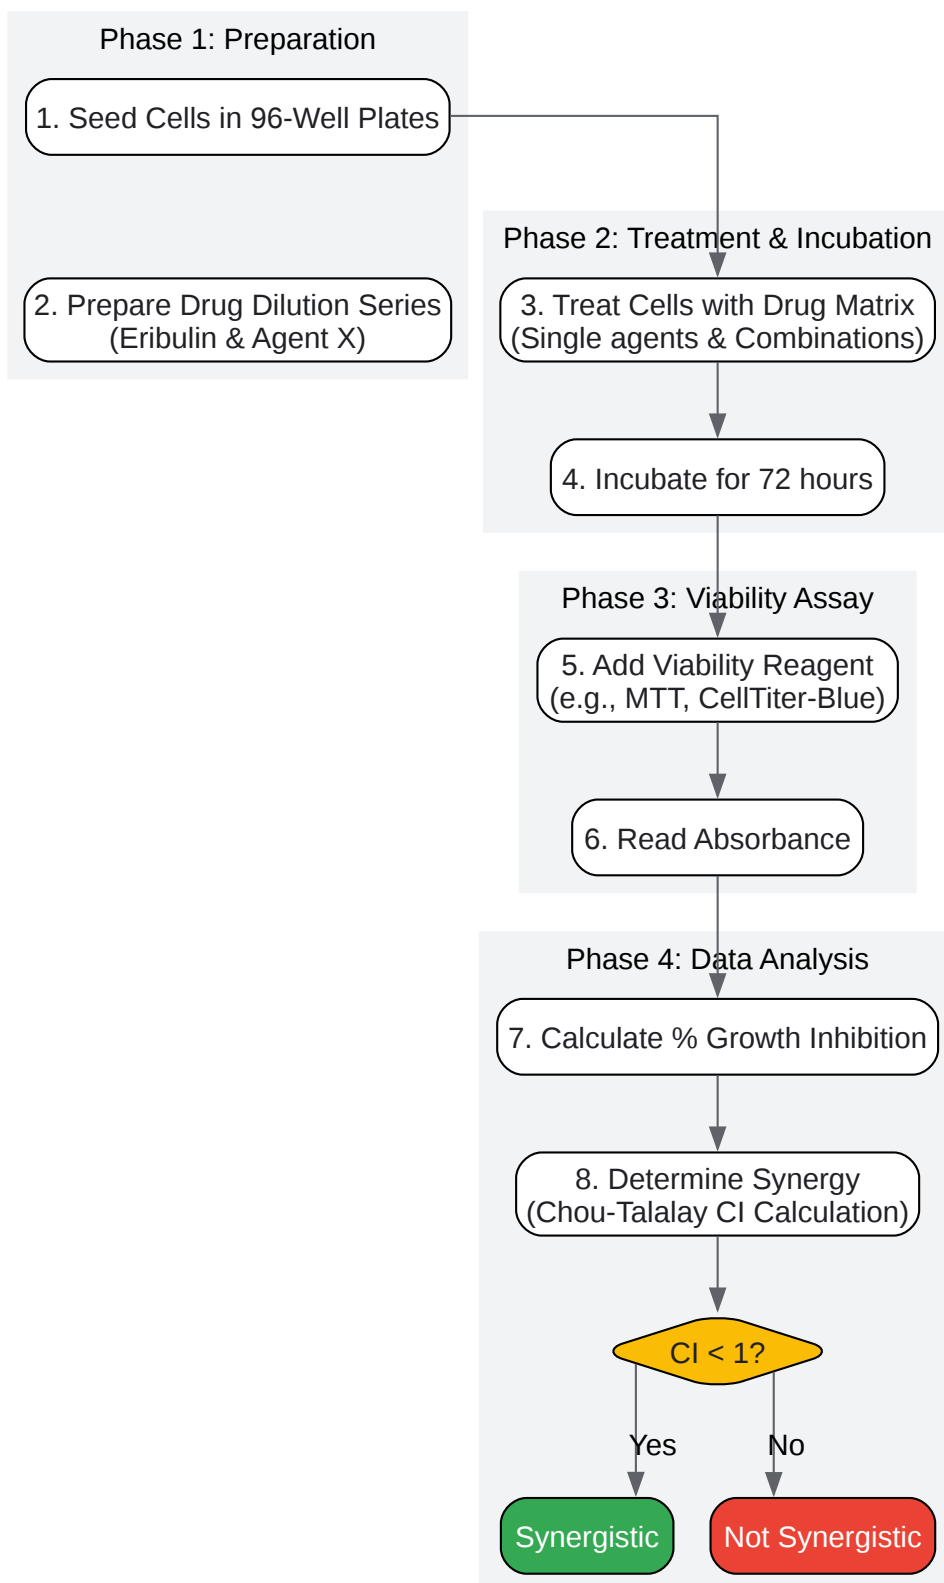 Phase 1: Preparation
1. Seed Cells in 96-Well Plates
2. Prepare Drug Dilution Series
(Eribulin & Agent X)
Phase 2: Treatment & Incubation
3. Treat Cells with Drug Matrix
(Single agents & Combinations)
4. Incubate for 72 hours
Phase 3: Viability Assay
5. Add Viability Reagent
(e.g., MTT, CellTiter-Blue)
6. Read Absorbance
Phase 4: Data Analysis
7. Calculate % Growth Inhibition
8. Determine Synergy
(Chou-Talalay CI Calculation)
CI < 1?
Yes
No
Synergistic
Not Synergistic